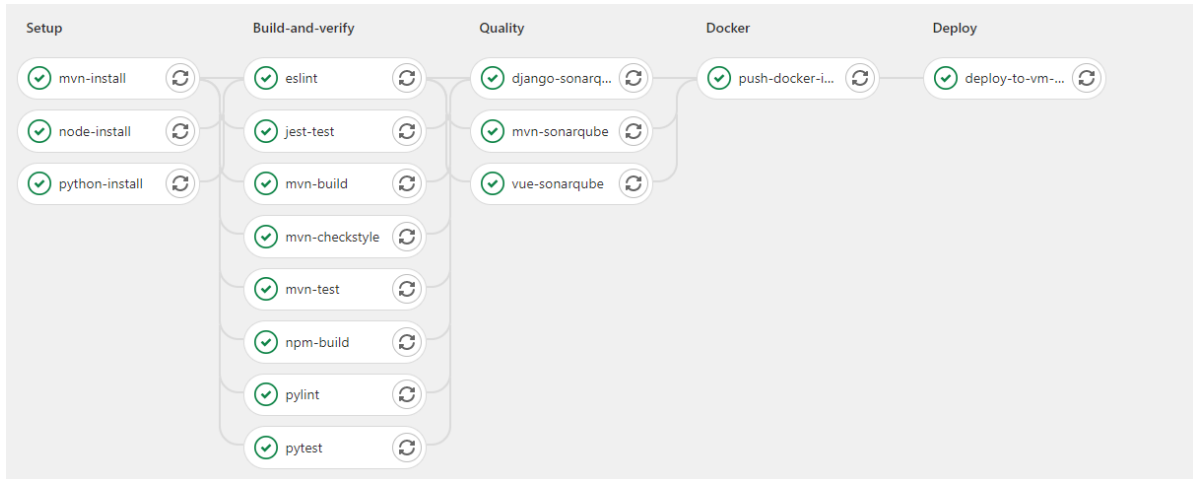 Setup
mvn-install
node-install
python-install
Build-and-verify
eslint
jest-test
mvn-build
mvn-checkstyle
mvn-test
npm-build
pylint
pytest
Quality
django-sonarq...
mvn-sonarqube
vue-sonarqube
Docker
push-docker-i...
Deploy
deploy-to-vm-...